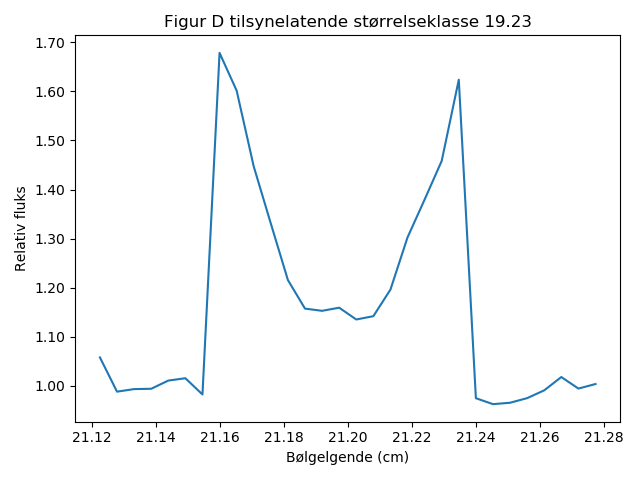 Figur D tilsynelatende størrelseklasse 19.23
1.70
1.60
1.50
1.40
1.30
1.20
1.10
1.00
Relativ fluks
21.12 21.14 21.16 21.18 21.20 21.22 21.24 21.26 21.28
Bølgelgende (cm)